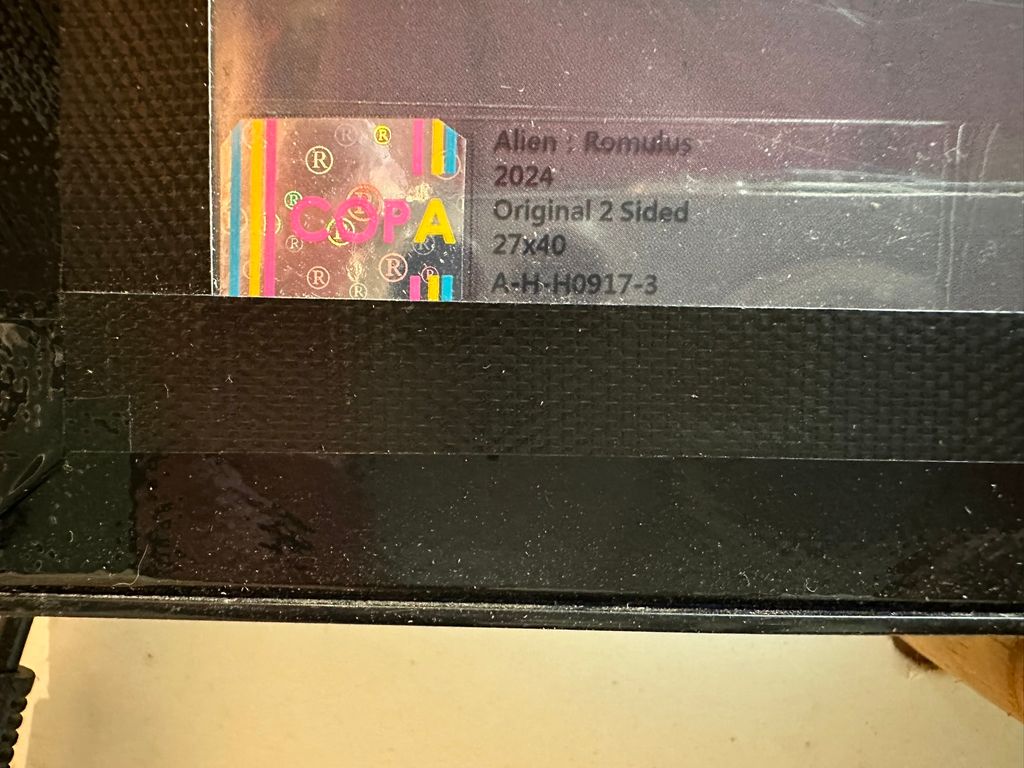 COPA
Alien : Romulus
2024
Original 2 Sided
27x40
A-H-H0917-3